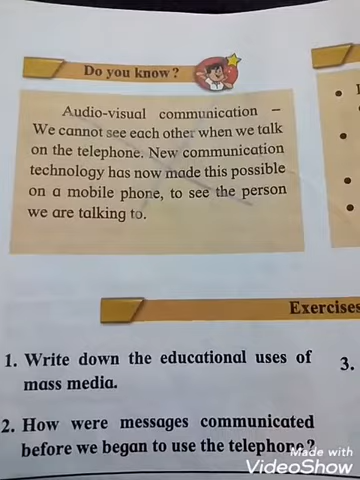 Do you know?
Audio-visual communication –
We cannot see each other when we talk
on the telephone. New communication
technology has now made this possible
on a mobile phone, to see the person
we are talking to.
Exercises
1. Write down the educational uses of
mass media.
3.
2. How were messages communicated
before we began to use the telephone?
Made with
VideoShow